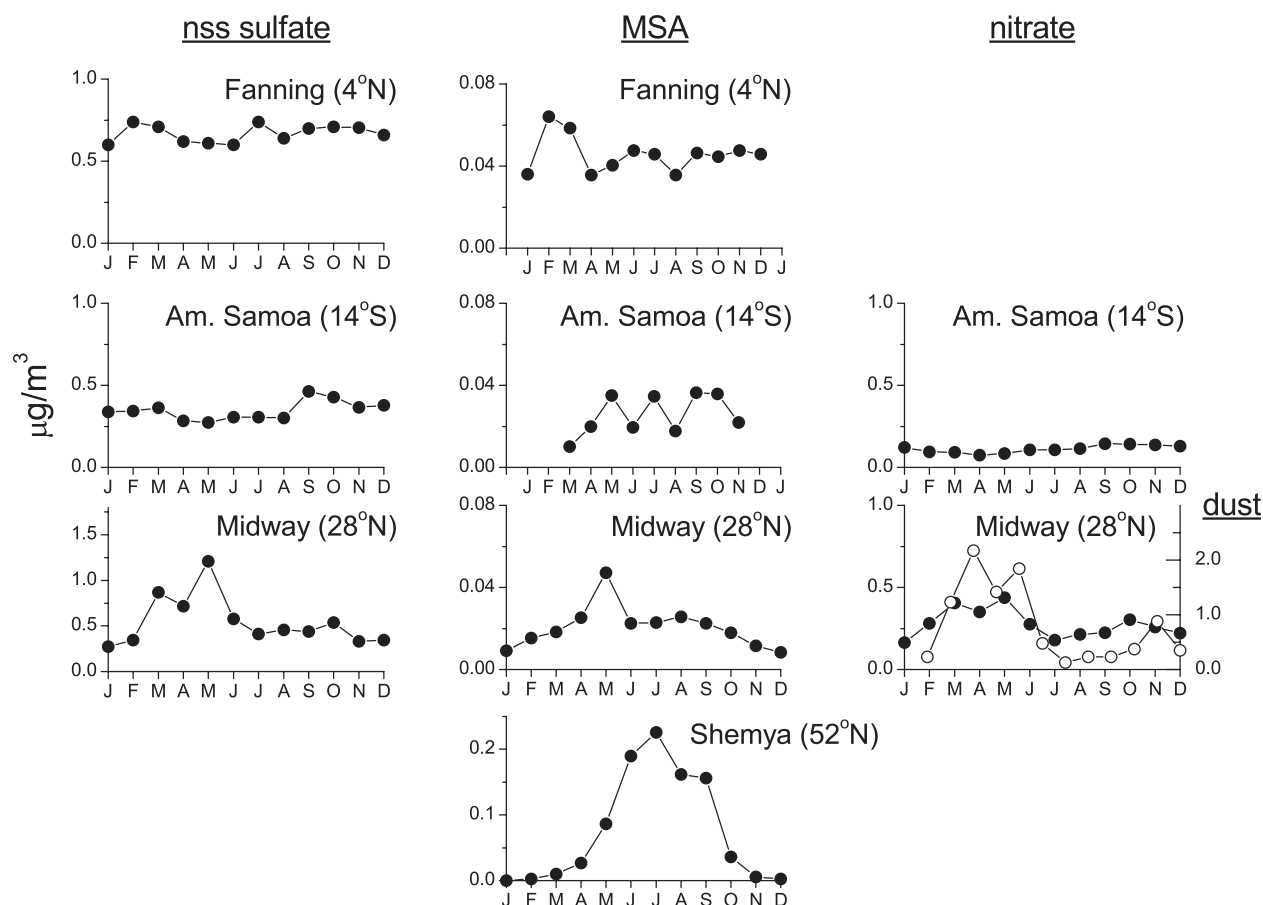 nss sulfate
MSA
nitrate
Fanning (4°N)
1.0
0.5
0.0
J F M A M J J A S O N D
Fanning (4°N)
0.08
0.04
0.00
J F M A M J J A S O N D J
μg/m³
Am. Samoa (14°S)
1.0
0.5
0.0
J F M A M J J A S O N D
Am. Samoa (14°S)
0.08
0.04
0.00
J F M A M J J A S O N D J
Am. Samoa (14°S)
1.0
0.5
0.0
J F M A M J J A S O N D
Midway (28°N)
1.5
1.0
0.5
0.0
J F M A M J J A S O N D
Midway (28°N)
0.08
0.04
0.00
J F M A M J J A S O N D
dust
Midway (28°N)
1.0
0.5
0.0
2.0
1.0
0.0
J F M A M J J A S O N D
Shemya (52°N)
0.2
0.1
0.0
J F M A M J J A S O N D